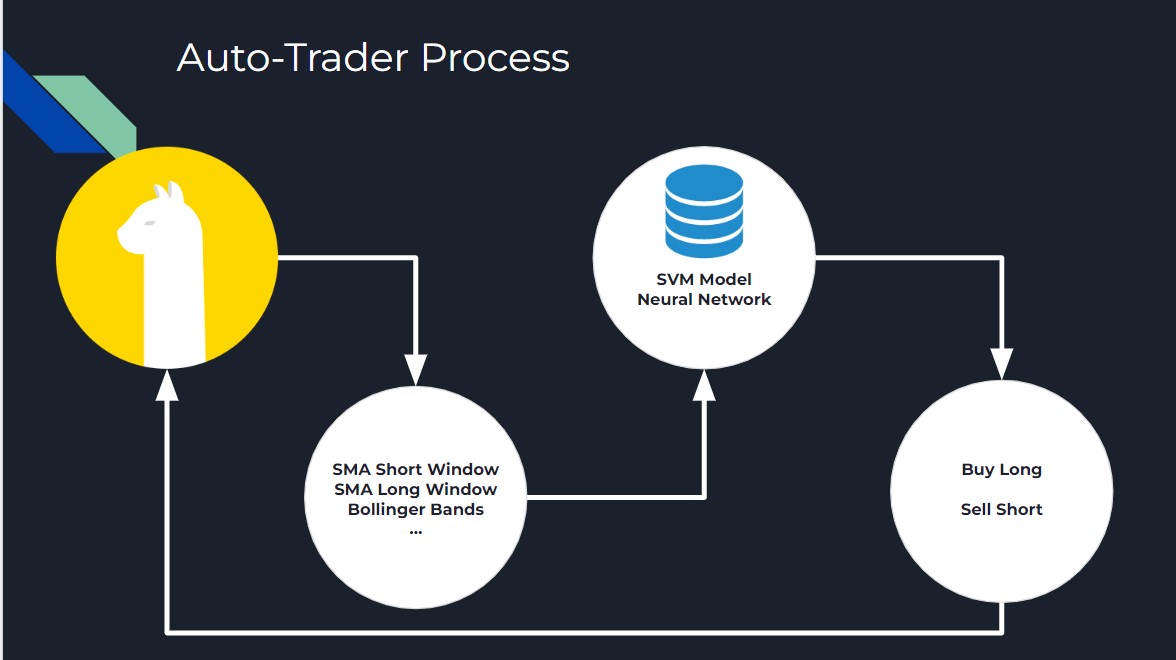 Auto-Trader Process
SVM Model
Neural Network
SMA Short Window
SMA Long Window
Bollinger Bands
...
Buy Long
Sell Short